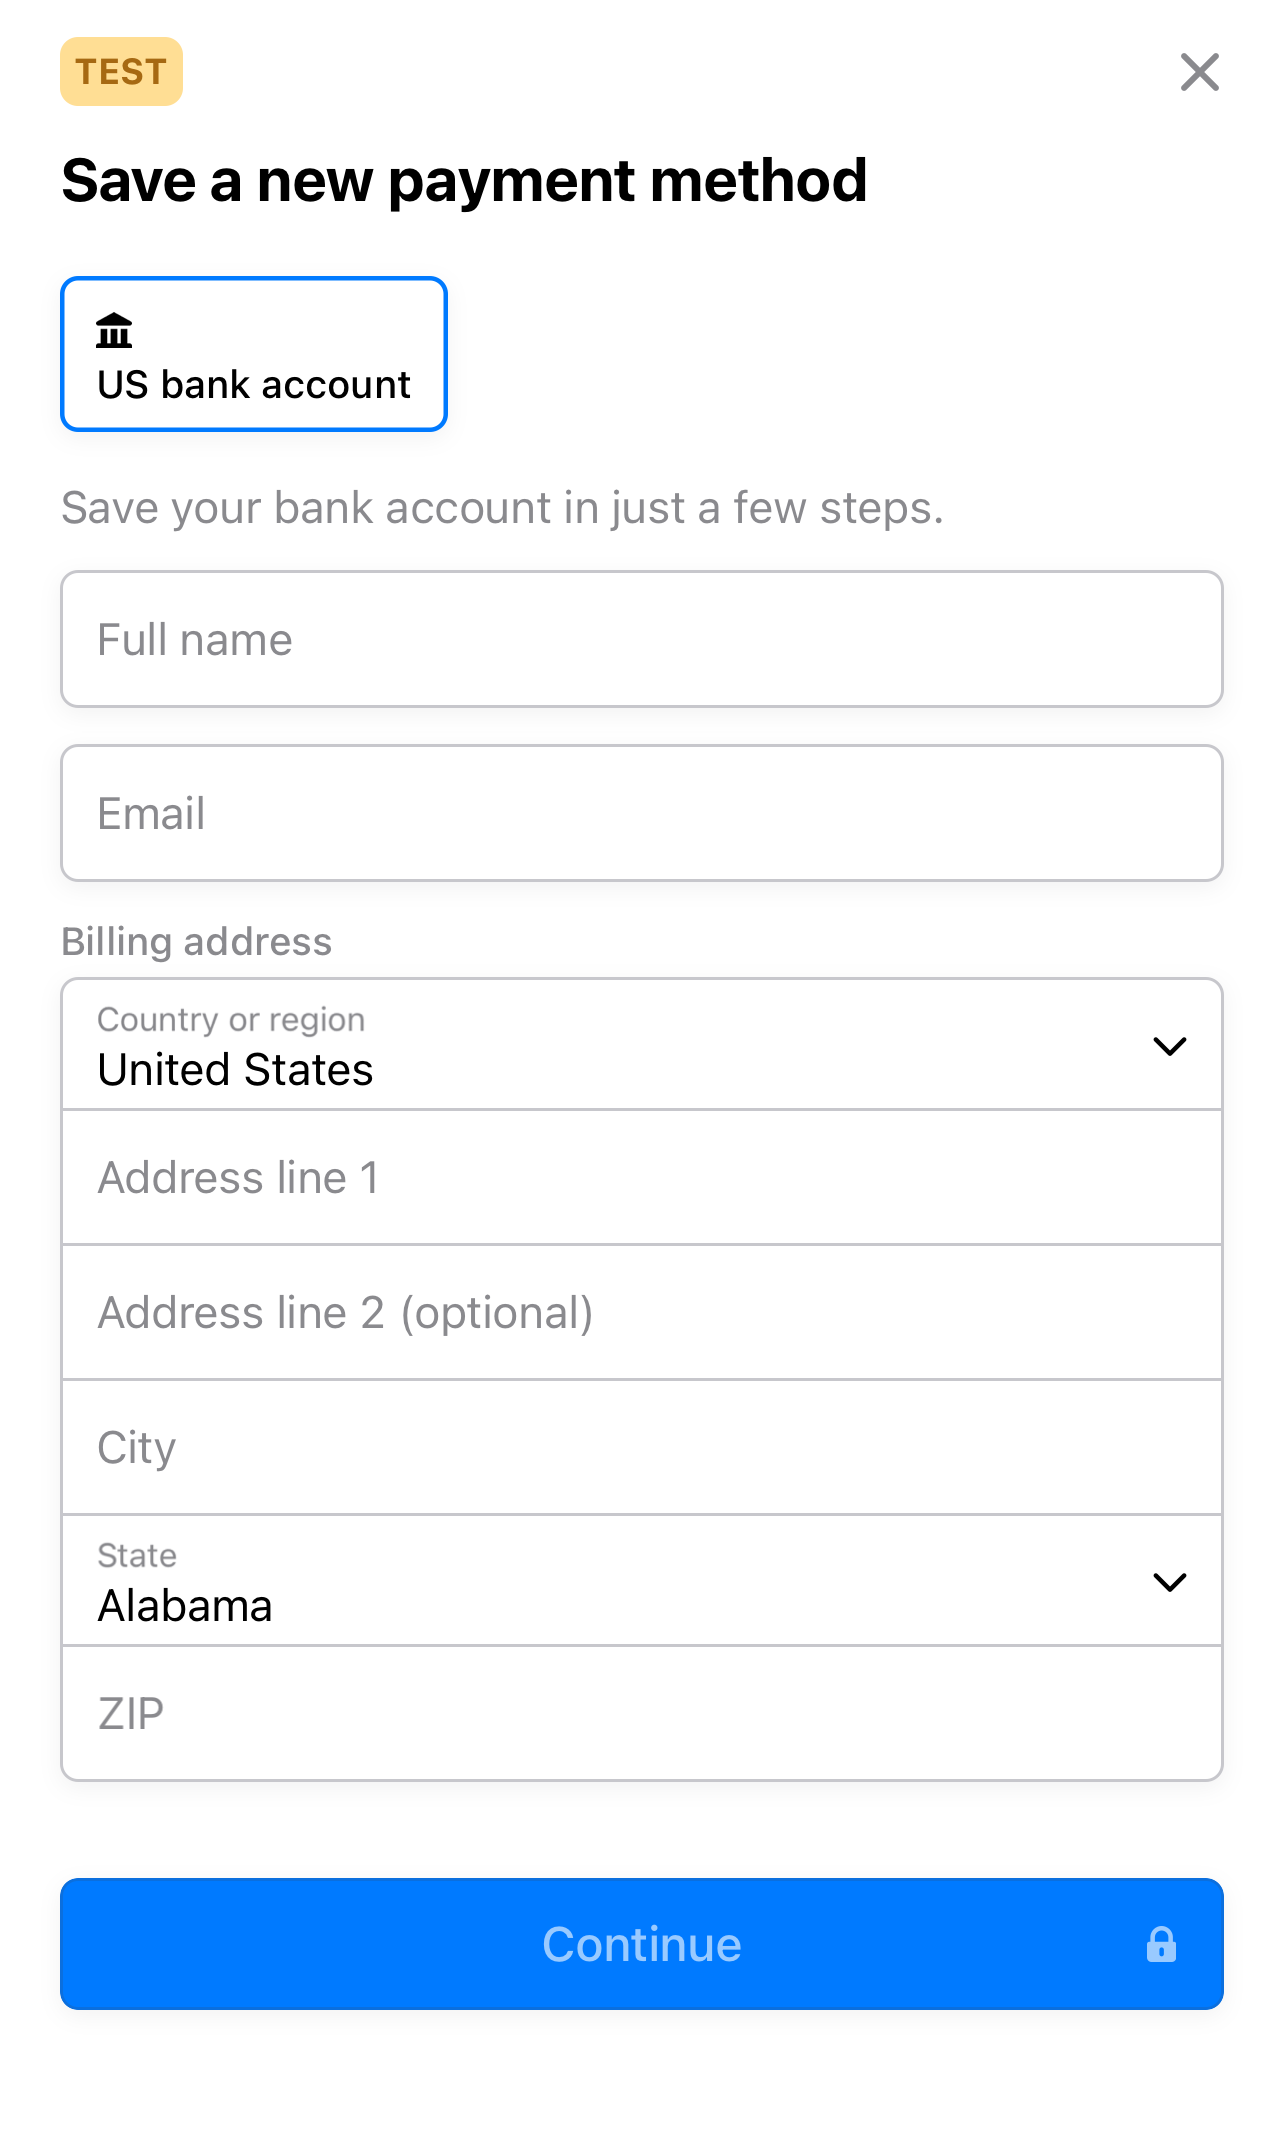 TEST
Save a new payment method
US bank account
Save your bank account in just a few steps.
Full name
Email
Billing address
Country or region
United States
Address line 1
Address line 2 (optional)
City
State
Alabama
ZIP
Continue